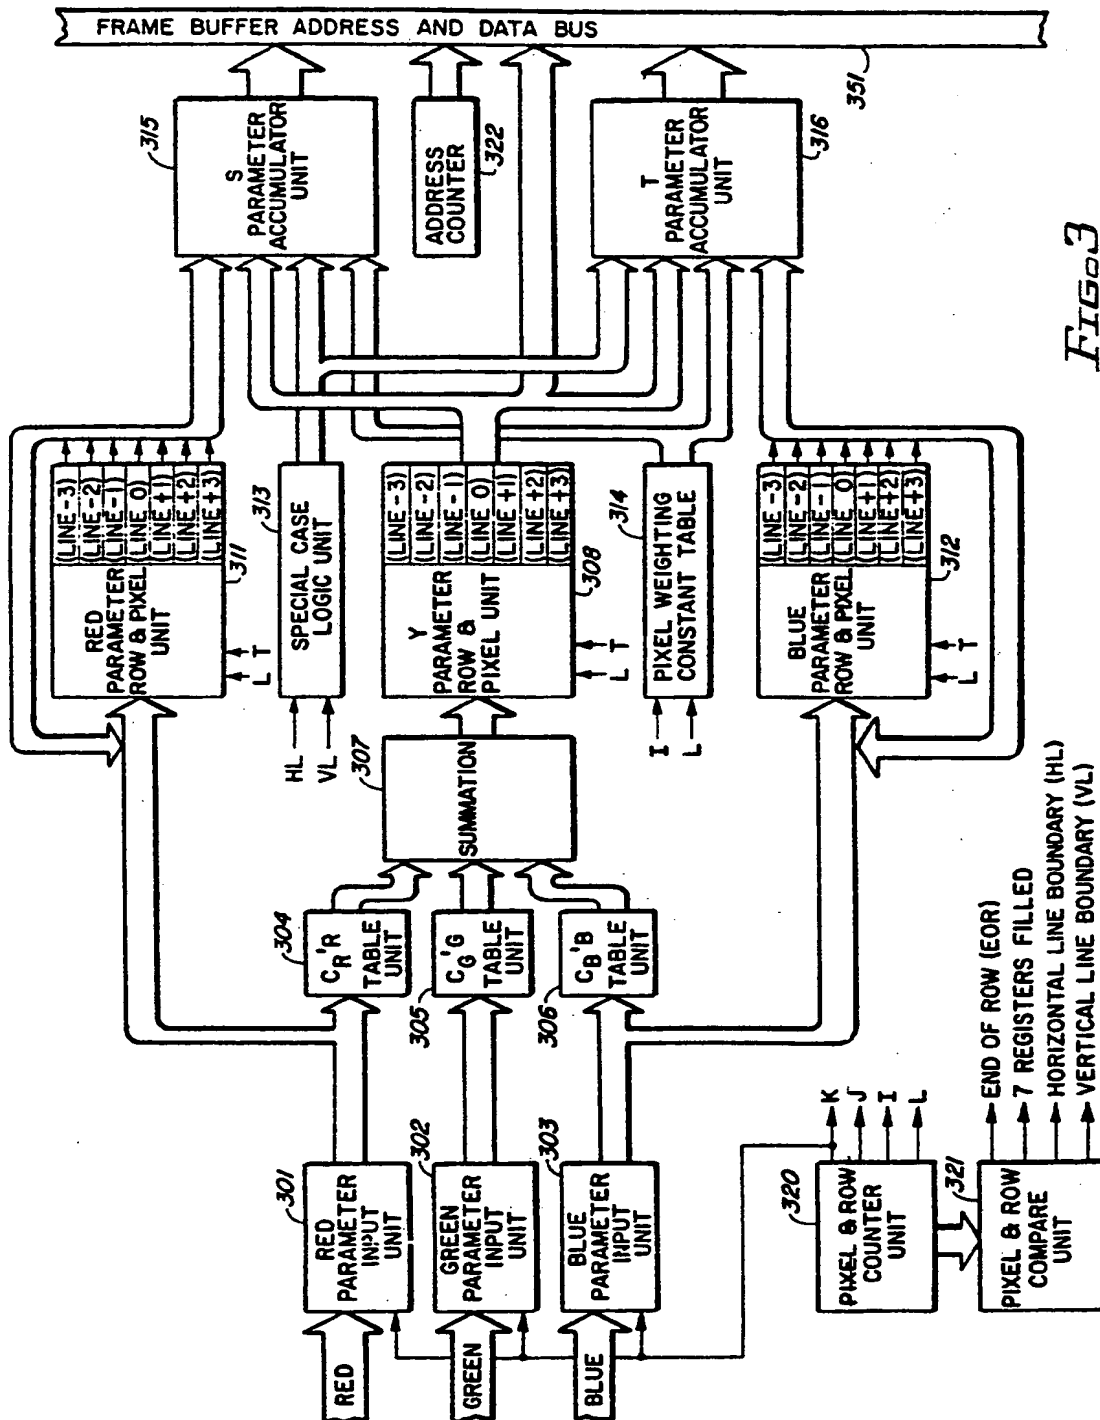 FRAME BUFFER ADDRESS AND DATA BUS
351
315
S
PARAMETER
ACCUMULATOR
UNIT
ADDRESS
COUNTER
322
T
PARAMETER
ACCUMULATOR
UNIT
316
RED
PARAMETER
ROW & PIXEL
UNIT
(LINE-3)
(LINE-2)
(LINE-1)
(LINE 0)
(LINE+1)
(LINE+2)
(LINE+3)
311
L
T
SPECIAL CASE
LOGIC UNIT
313
HL
VL
Y
PARAMETER
ROW &
PIXEL UNIT
(LINE-3)
(LINE-2)
(LINE-1)
(LINE 0)
(LINE+1)
(LINE+2)
(LINE+3)
308
L
T
PIXEL WEIGHTING
CONSTANT TABLE
314
I
L
BLUE
PARAMETER
ROW & PIXEL
UNIT
(LINE-3)
(LINE-2)
(LINE-1)
(LINE 0)
(LINE+1)
(LINE+2)
(LINE+3)
312
L
T
SUMMATION
307
304
CR'R
TABLE
UNIT
305
CG'G
TABLE
UNIT
306
CB'B
TABLE
UNIT
301
RED
PARAMETER
INPUT
UNIT
302
GREEN
PARAMETER
INPUT
UNIT
303
BLUE
PARAMETER
INPUT
UNIT
RED
GREEN
BLUE
320
PIXEL & ROW
COUNTER
UNIT
K
J
I
L
321
PIXEL & ROW
COMPARE
UNIT
END OF ROW (EOR)
7 REGISTERS FILLED
HORIZONTAL LINE BOUNDARY (HL)
VERTICAL LINE BOUNDARY (VL)
FIG. 3